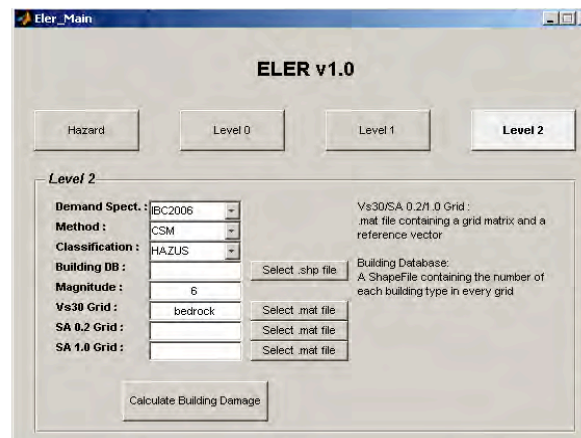 Eler_Main
ELER v1.0
Hazard
Level 0
Level 1
Level 2
Level 2
Demand Spect. : IBC2006
Method : CSM
Classification : HAZUS
Building DB : Select .shp file
Magnitude : 6
Vs30 Grid : bedrock Select .mat file
SA 0.2 Grid : Select .mat file
SA 1.0 Grid : Select .mat file
Calculate Building Damage
Vs30/SA 0.2/1.0 Grid :
.mat file containing a grid matrix and a
reference vector
Building Database:
A ShapeFile containing the number of
each building type in every grid